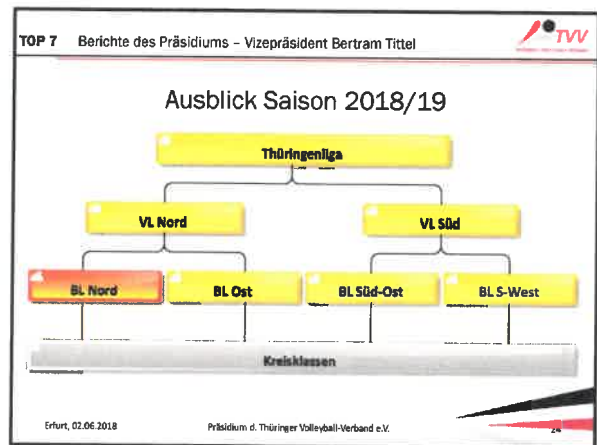 TOP 7 Berichte des Präsidiums – Vizepräsident Bertram Tittel
TVV
Ausblick Saison 2018/19
Thüringenliga
VL Nord
VL Süd
BL Nord
BL Ost
BL Süd-Ost
BL S-West
Kreisklassen
Erfurt, 02.06.2018
Präsidium d. Thüringer Volleyball-Verband e.V.
24